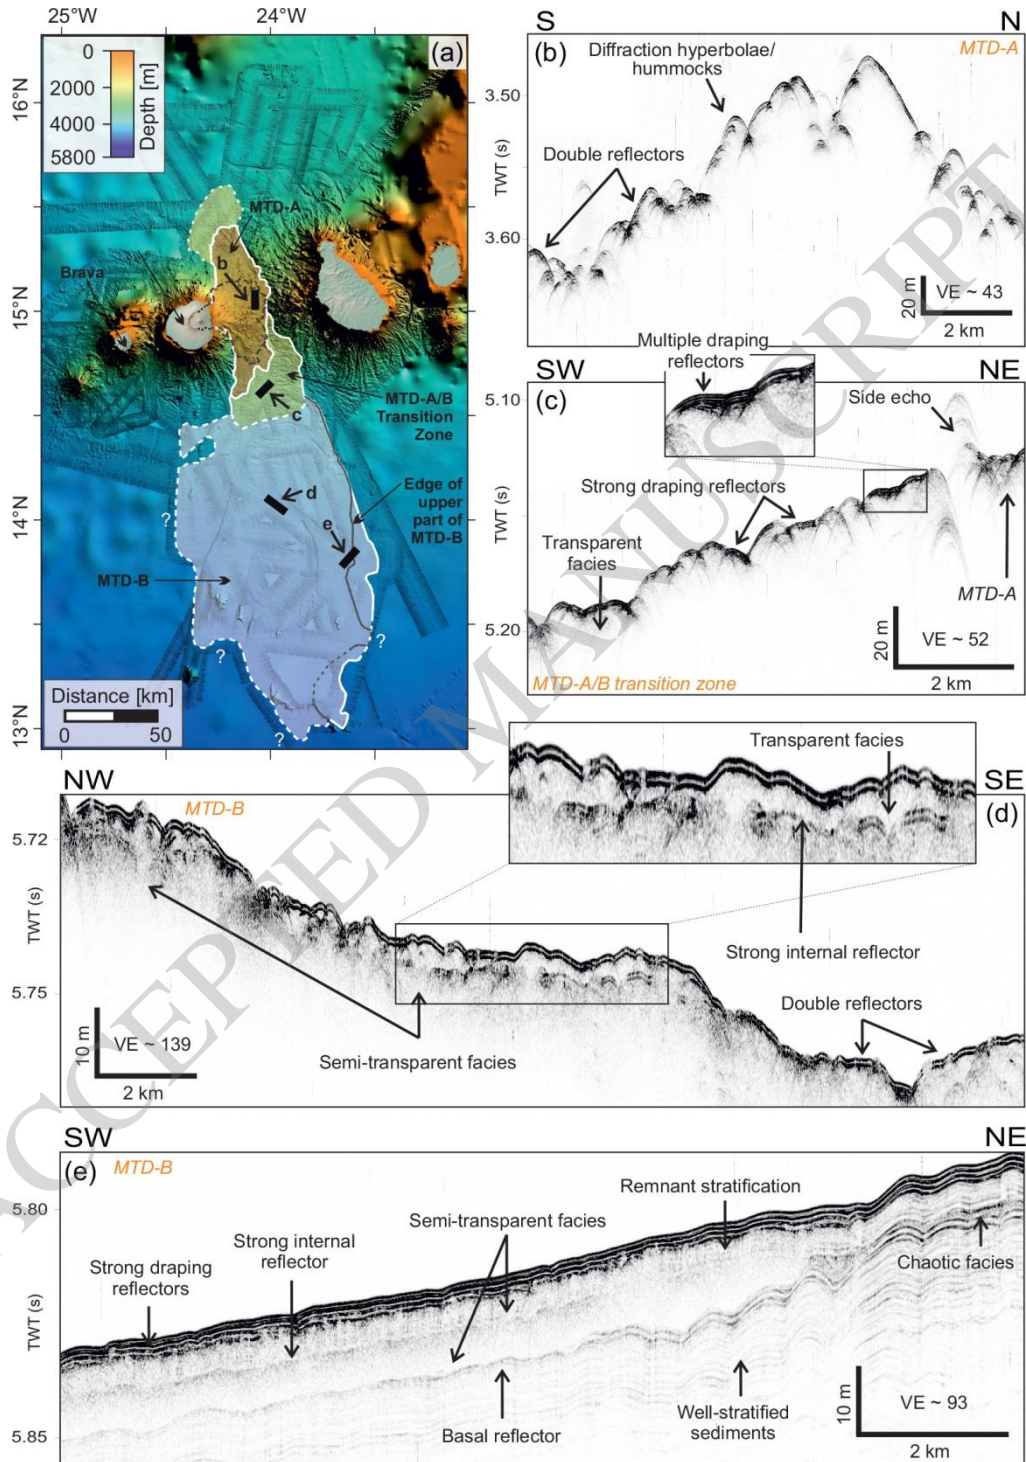 25°W
24°W
16°N
15°N
14°N
13°N
(a)
0
2000
4000
5800
Depth [m]
MTD-A
b
Brava
c
MTD-A/B
Transition
Zone
d
Edge of
upper
part of
MTD-B
e
MTD-B
?
?
?
?
Distance [km]
0
50
S
N
(b)
MTD-A
Diffraction hyperbolae/
hummocks
Double reflectors
3.50
TWT (s)
3.60
20 m
VE ~ 43
2 km
SW
NE
Multiple draping
reflectors
(c)
5.10
Side echo
Strong draping reflectors
TWT (s)
Transparent
facies
MTD-A
5.20
20 m
VE ~ 52
2 km
MTD-A/B transition zone
NW
SE
MTD-B
Transparent facies
(d)
5.72
TWT (s)
Strong internal reflector
5.75
Double reflectors
10 m
VE ~ 139
2 km
Semi-transparent facies
SW
NE
(e)
MTD-B
5.80
Remnant stratification
Semi-transparent facies
Strong internal
reflector
Strong draping
reflectors
Chaotic facies
TWT (s)
Basal reflector
Well-stratified
sediments
5.85
10 m
VE ~ 93
2 km
ACCEPTED MANUSCRIPT